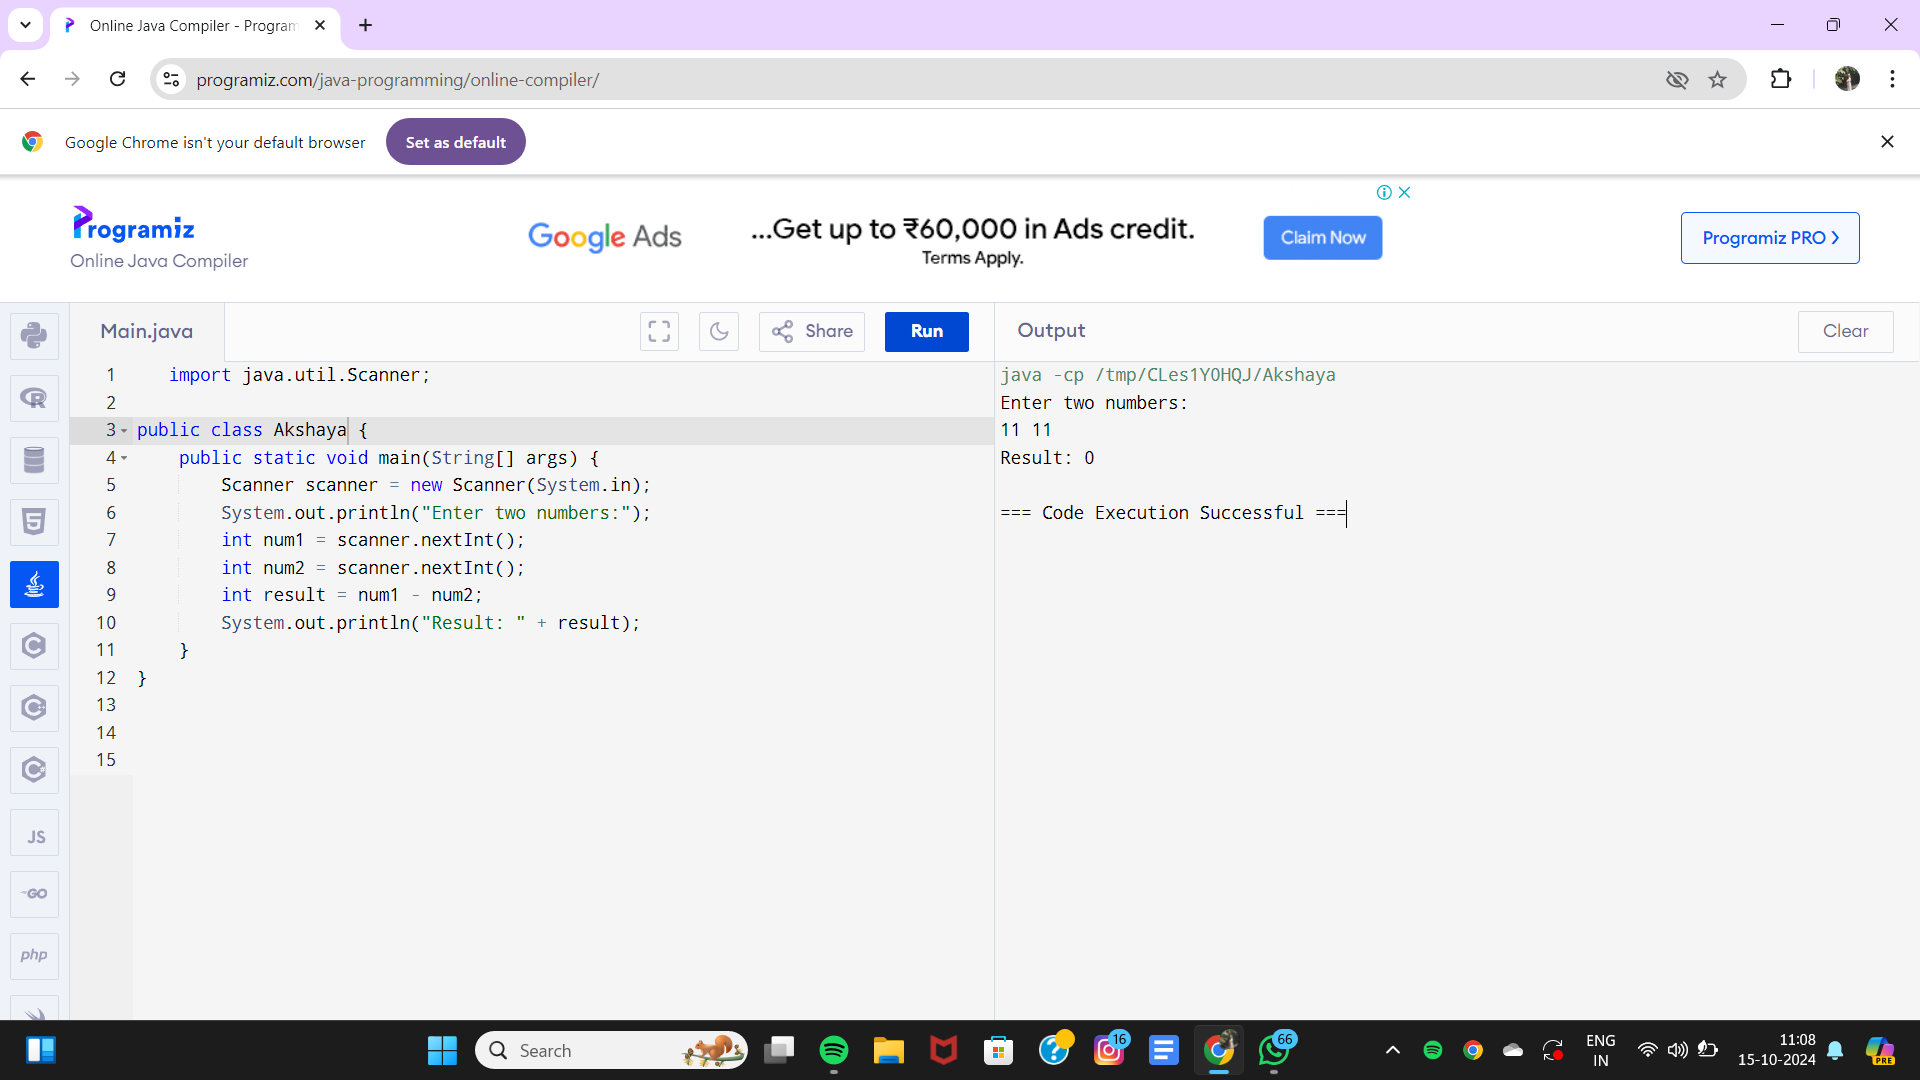 Online Java Compiler - Program
programiz.com/java-programming/online-compiler/
Google Chrome isn't your default browser
Set as default
Programiz
Online Java Compiler
Google Ads
...Get up to ₹60,000 in Ads credit.
Terms Apply.
Claim Now
Programiz PRO
Main.java
Share
Run
Output
Clear
1 import java.util.Scanner;
2
3 public class Akshaya {
4 public static void main(String[] args) {
5 Scanner scanner = new Scanner(System.in);
6 System.out.println("Enter two numbers:");
7 int num1 = scanner.nextInt();
8 int num2 = scanner.nextInt();
9 int result = num1 - num2;
10 System.out.println("Result: " + result);
11 }
12 }
13
14
15
java -cp /tmp/CLes1Y0HQJ/Akshaya
Enter two numbers:
11 11
Result: 0
=== Code Execution Successful ===
JS
GO
php
Search
16
66
ENG
IN
11:08
15-10-2024
PRE